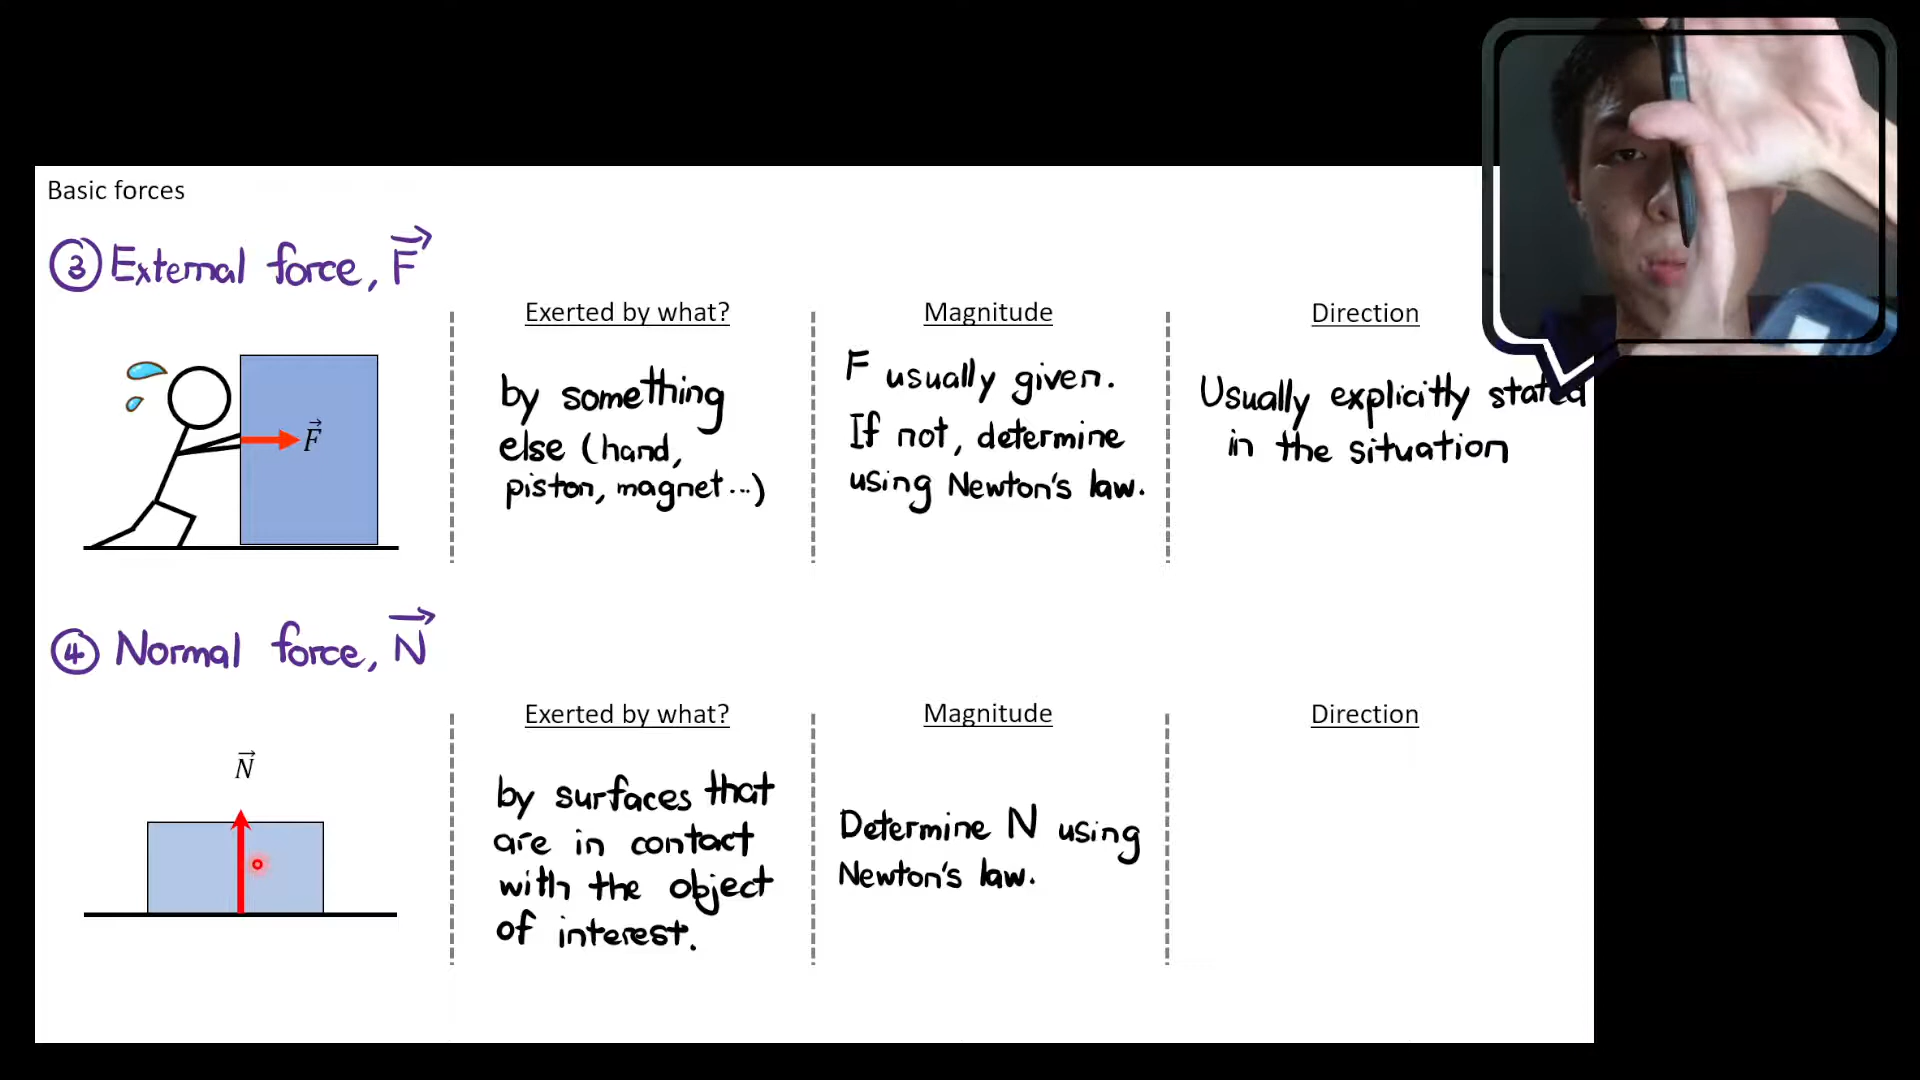 Basic forces
③ External force, F⃗
Exerted by what?
Magnitude
Direction
by something
else (hand,
piston, magnet...)
F usually given.
If not, determine
using Newton's law.
Usually explicitly stated
in the situation
F⃗
④ Normal force, N⃗
Exerted by what?
Magnitude
Direction
N⃗
by surfaces that
are in contact
with the object
of interest.
Determine N using
Newton's law.